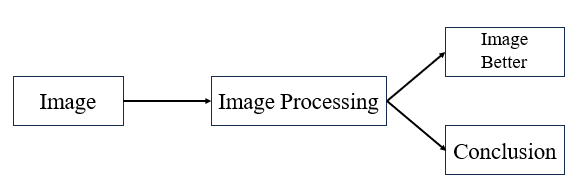 Image
Image Processing
Image
Better
Conclusion